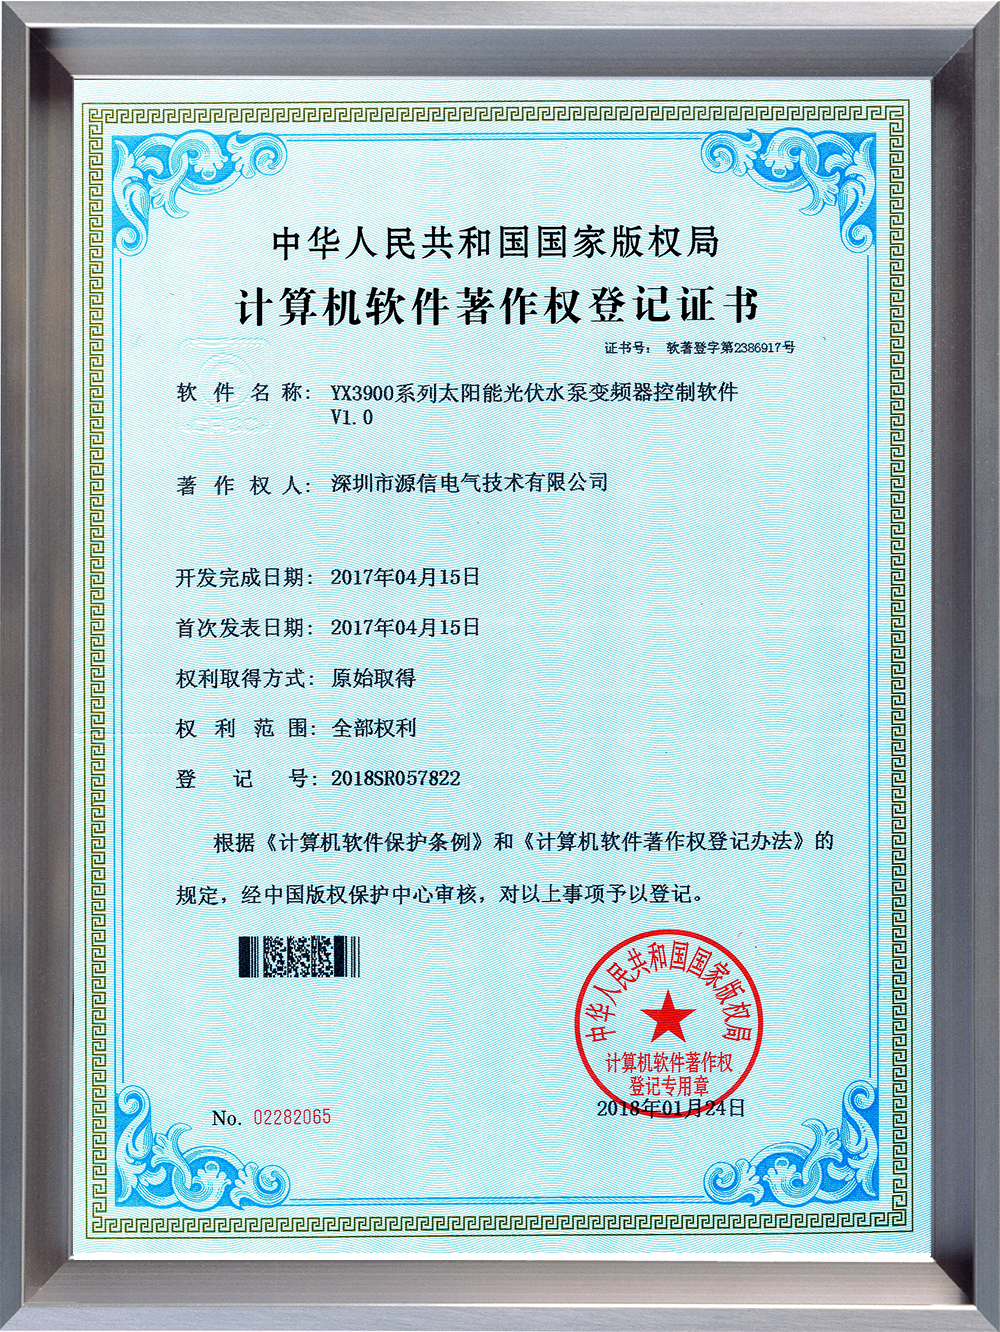 中华人民共和国国家版权局
计算机软件著作权登记证书
证书号： 软著登字第2386917号
软件名称： YX3900系列太阳能光伏水泵变频器控制软件
V1.0
著作权人： 深圳市源信电气技术有限公司
开发完成日期： 2017年04月15日
首次发表日期： 2017年04月15日
权利取得方式： 原始取得
权利范围： 全部权利
登记号： 2018SR057822
根据《计算机软件保护条例》和《计算机软件著作权登记办法》的
规定，经中国版权保护中心审核，对以上事项予以登记。
中华人民共和国国家版权局
计算机软件著作权
登记专用章
2018年01月24日
No. 02282065